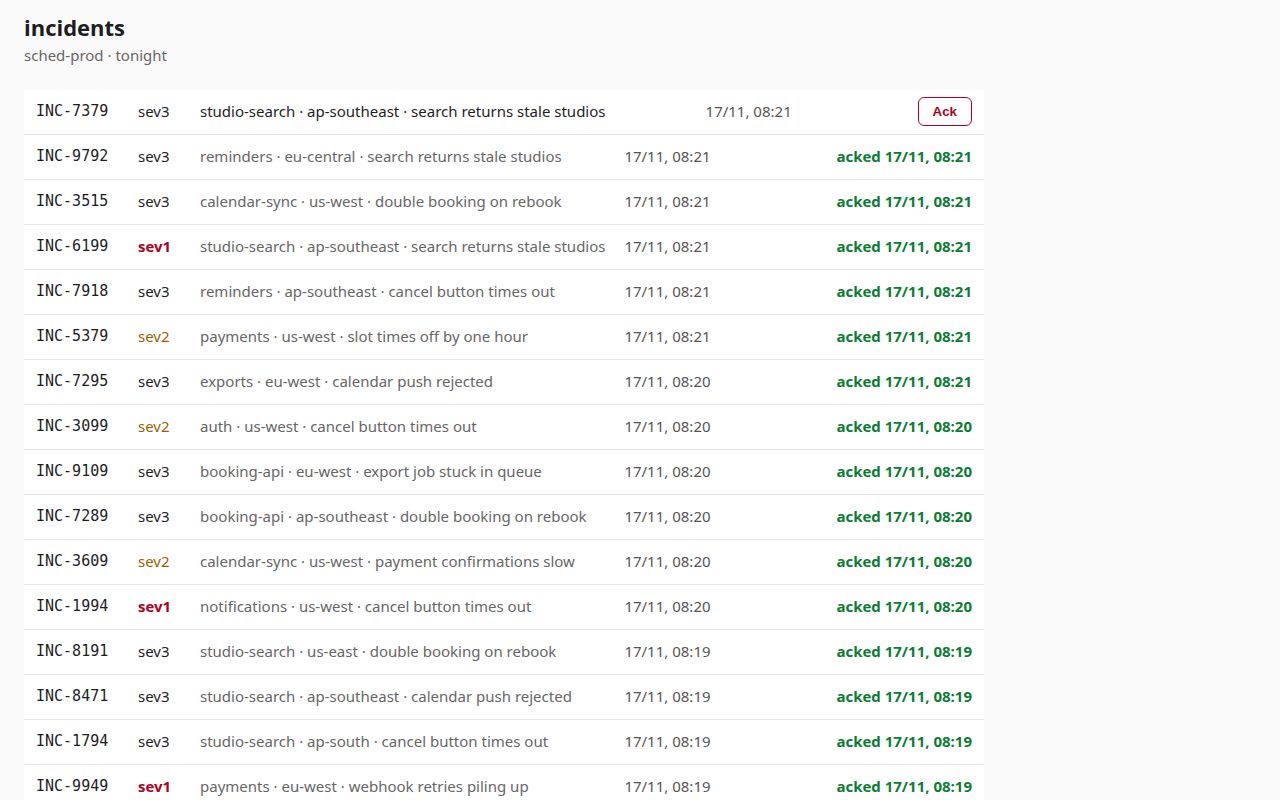 incidents
sched-prod · tonight
INC-7379 sev3 studio-search · ap-southeast · search returns stale studios 17/11, 08:21 Ack
INC-9792 sev3 reminders · eu-central · search returns stale studios 17/11, 08:21 acked 17/11, 08:21
INC-3515 sev3 calendar-sync · us-west · double booking on rebook 17/11, 08:21 acked 17/11, 08:21
INC-6199 sev1 studio-search · ap-southeast · search returns stale studios 17/11, 08:21 acked 17/11, 08:21
INC-7918 sev3 reminders · ap-southeast · cancel button times out 17/11, 08:21 acked 17/11, 08:21
INC-5379 sev2 payments · us-west · slot times off by one hour 17/11, 08:21 acked 17/11, 08:21
INC-7295 sev3 exports · eu-west · calendar push rejected 17/11, 08:20 acked 17/11, 08:21
INC-3099 sev2 auth · us-west · cancel button times out 17/11, 08:20 acked 17/11, 08:20
INC-9109 sev3 booking-api · eu-west · export job stuck in queue 17/11, 08:20 acked 17/11, 08:20
INC-7289 sev3 booking-api · ap-southeast · double booking on rebook 17/11, 08:20 acked 17/11, 08:20
INC-3609 sev2 calendar-sync · us-west · payment confirmations slow 17/11, 08:20 acked 17/11, 08:20
INC-1994 sev1 notifications · us-west · cancel button times out 17/11, 08:20 acked 17/11, 08:20
INC-8191 sev3 studio-search · us-east · double booking on rebook 17/11, 08:19 acked 17/11, 08:19
INC-8471 sev3 studio-search · ap-southeast · calendar push rejected 17/11, 08:19 acked 17/11, 08:19
INC-1794 sev3 studio-search · ap-south · cancel button times out 17/11, 08:19 acked 17/11, 08:19
INC-9949 sev1 payments · eu-west · webhook retries piling up 17/11, 08:19 acked 17/11, 08:19